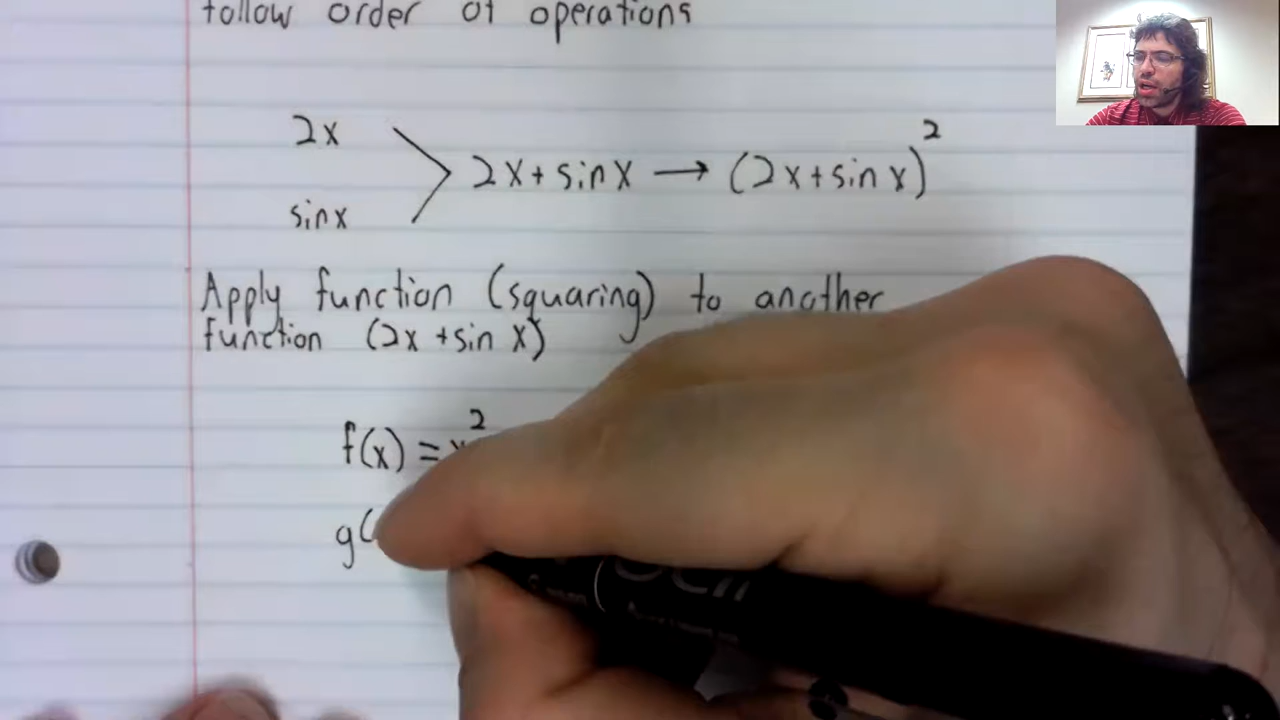 follow order of operations
2x
2x + sin x → (2x + sin x)²
sin x
Apply function (squaring) to another
function (2x + sin x)
f(x) = x²
g(